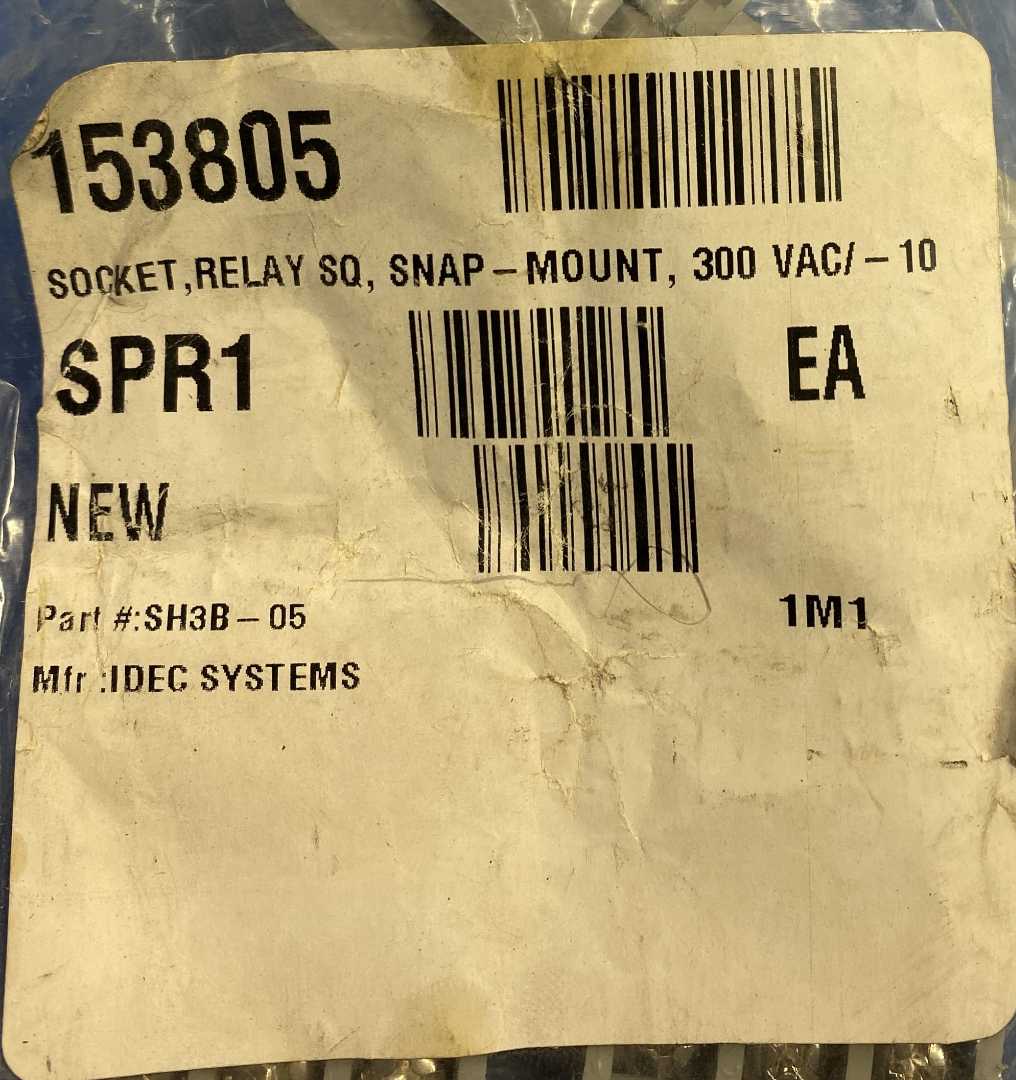 153805
SOCKET,RELAY SQ, SNAP-MOUNT, 300 VAC/-10
SPR1 EA
NEW
Part #:SH3B-05 1M1
Mfr :IDEC SYSTEMS